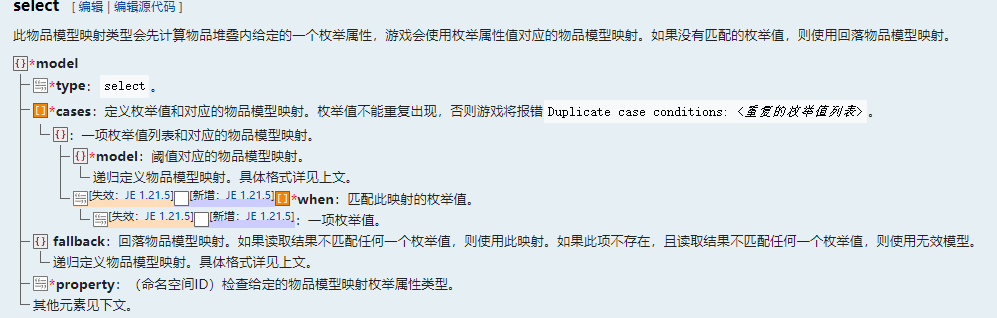 select [ 编辑 | 编辑源代码 ]
此物品模型映射类型会先计算物品堆叠内给定的一个枚举属性，游戏会使用枚举属性值对应的物品模型映射。如果没有匹配的枚举值，则使用回落物品模型映射。
{}*model
*type： select 。
[]*cases：定义枚举值和对应的物品模型映射。枚举值不能重复出现，否则游戏将报错 Duplicate case conditions: <重复的枚举值列表> 。
{}：一项枚举值列表和对应的物品模型映射。
{}*model：阈值对应的物品模型映射。
递归定义物品模型映射。具体格式详见上文。
[失效：JE 1.21.5] [新增：JE 1.21.5][]*when：匹配此映射的枚举值。
[失效：JE 1.21.5] [新增：JE 1.21.5]：一项枚举值。
{} fallback：回落物品模型映射。如果读取结果不匹配任何一个枚举值，则使用此映射。如果此项不存在，且读取结果不匹配任何一个枚举值，则使用无效模型。
递归定义物品模型映射。具体格式详见上文。
*property：（命名空间ID）检查给定的物品模型映射枚举属性类型。
其他元素见下文。